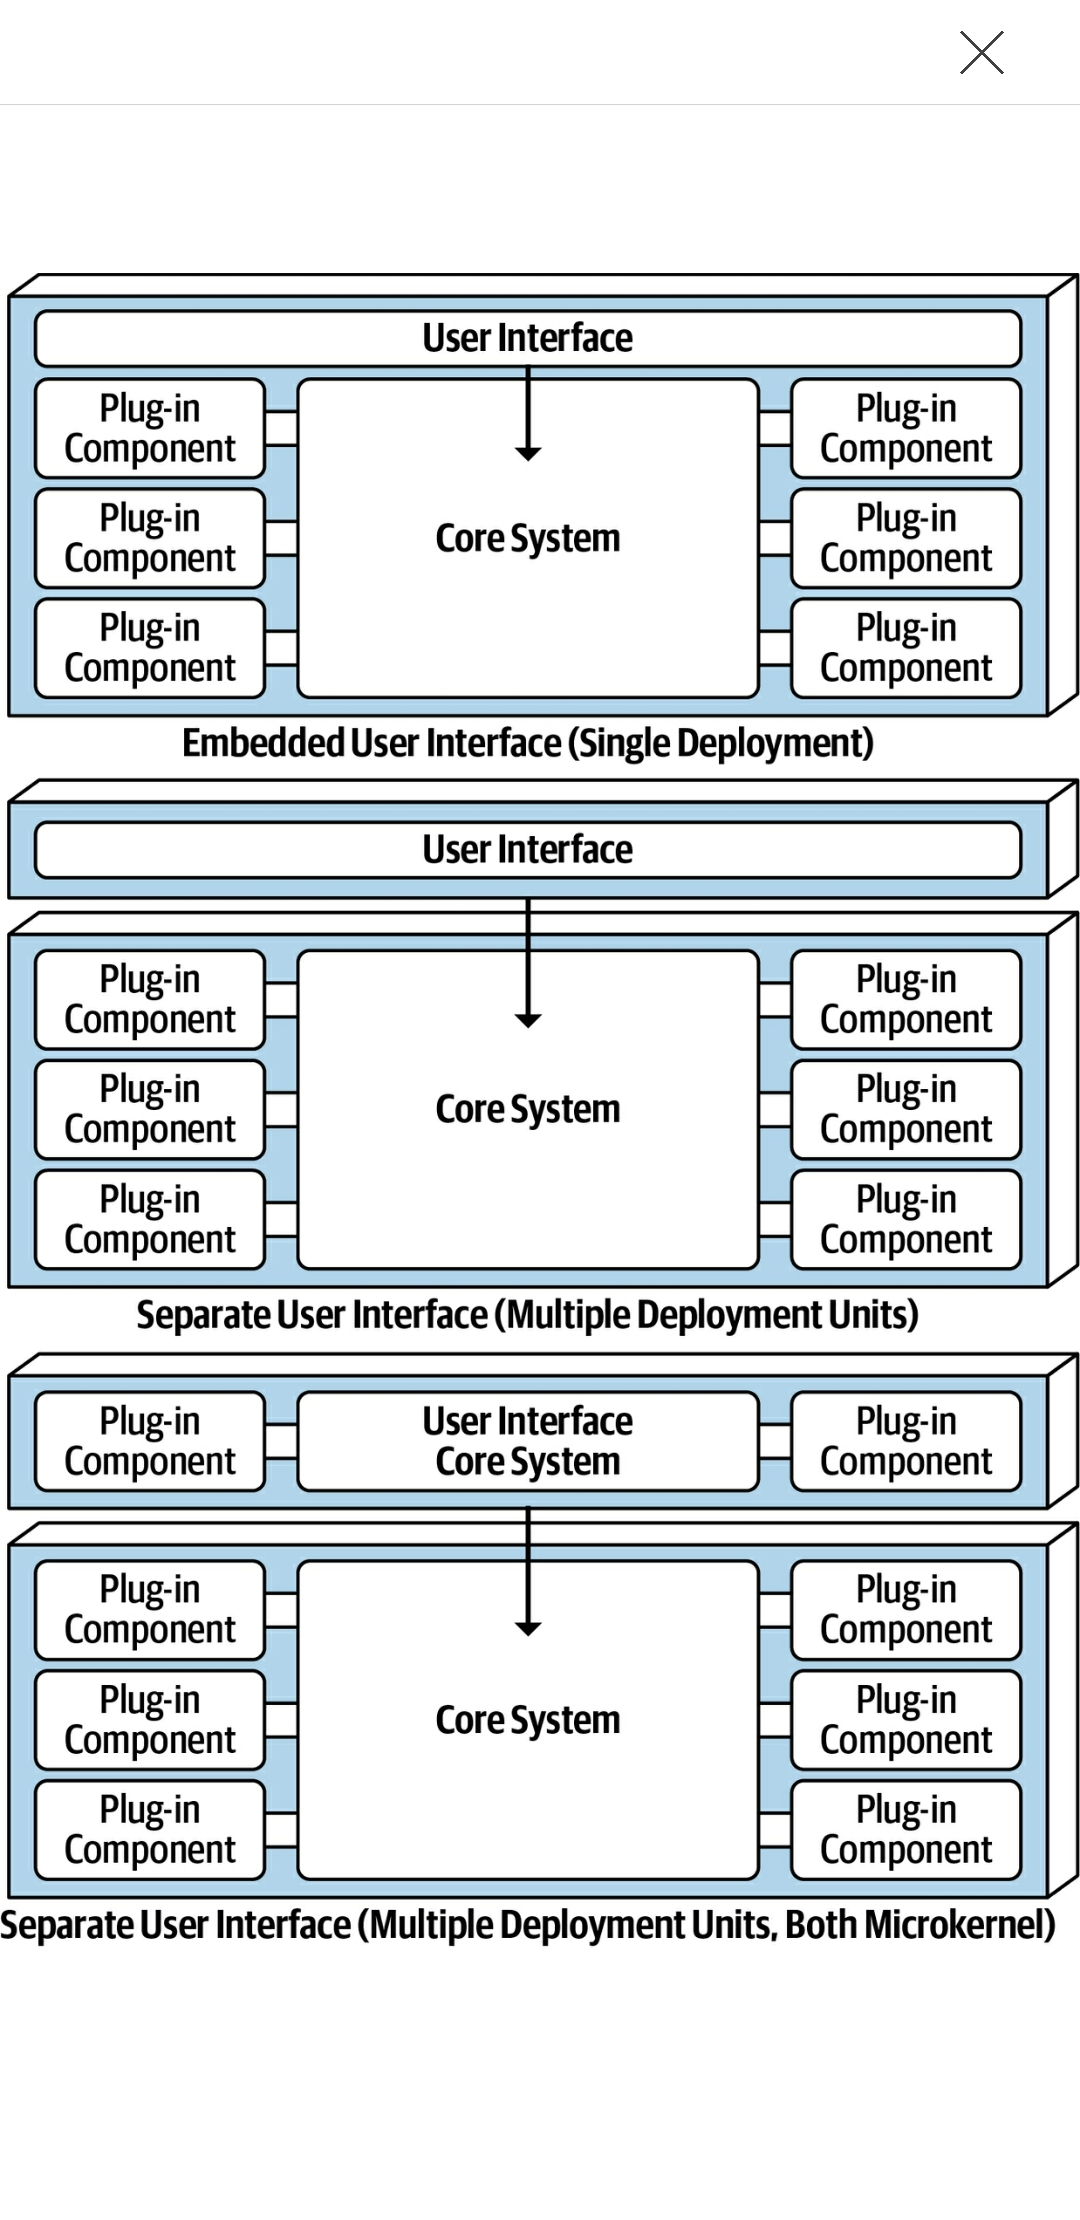 User Interface
Plug-in
Component
Plug-in
Component
Plug-in
Component
Core System
Plug-in
Component
Plug-in
Component
Plug-in
Component
Embedded User Interface (Single Deployment)
User Interface
Plug-in
Component
Plug-in
Component
Plug-in
Component
Core System
Plug-in
Component
Plug-in
Component
Plug-in
Component
Separate User Interface (Multiple Deployment Units)
Plug-in
Component
User Interface
Core System
Plug-in
Component
Plug-in
Component
Plug-in
Component
Plug-in
Component
Core System
Plug-in
Component
Plug-in
Component
Plug-in
Component
Separate User Interface (Multiple Deployment Units, Both Microkernel)